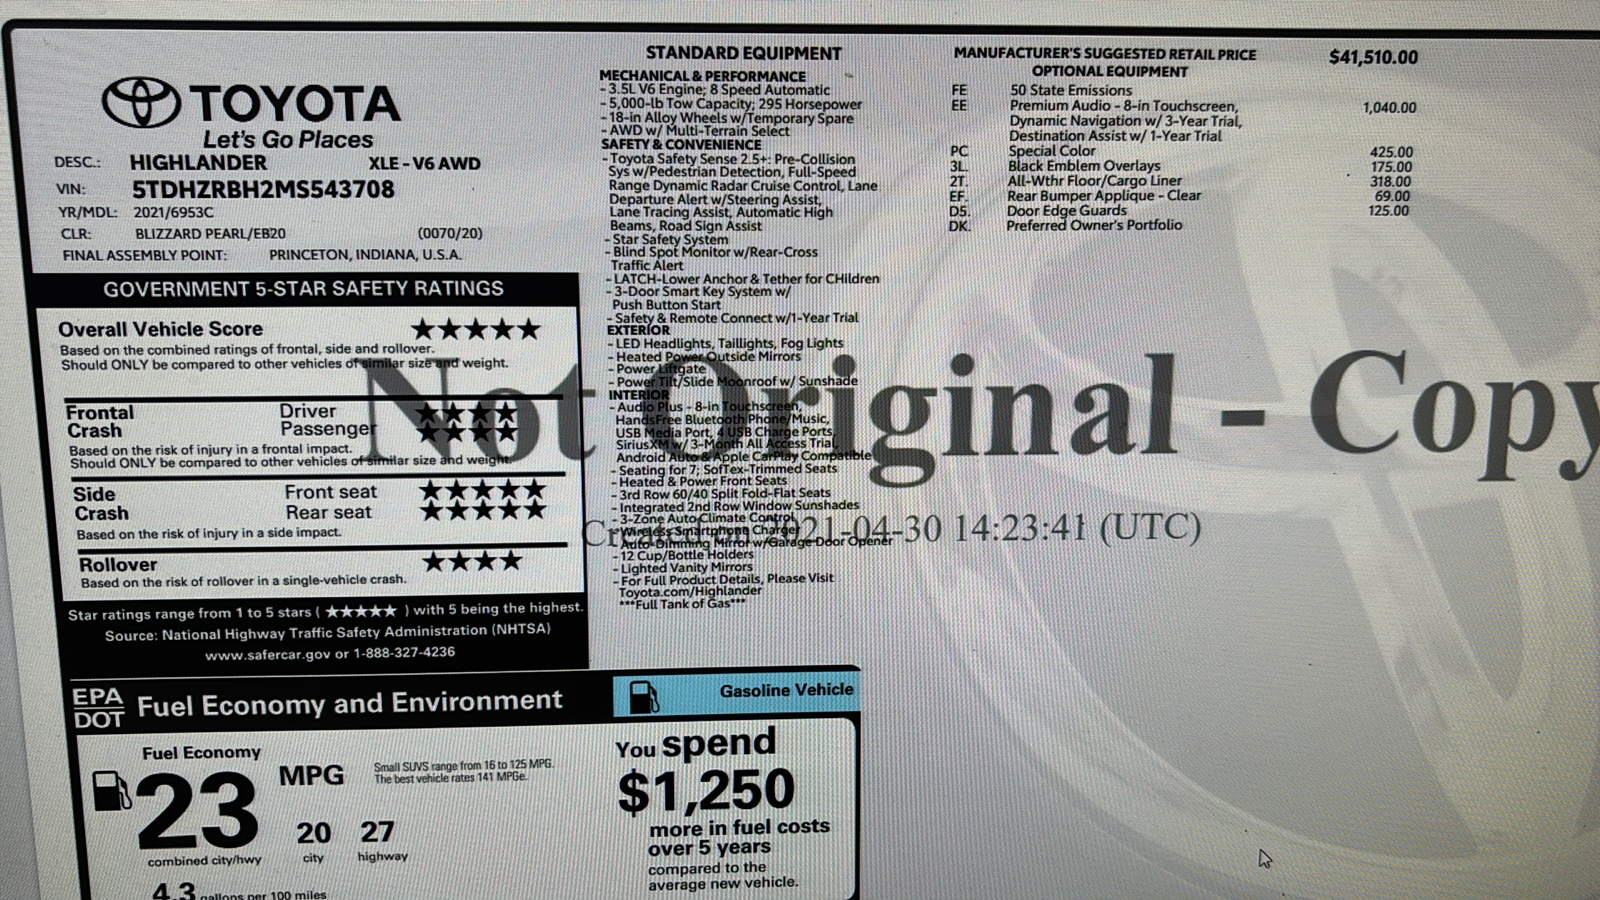 TOYOTA
Let's Go Places
DESC.: HIGHLANDER XLE - V6 AWD
VIN: 5TDHZRBH2MS543708
YR/MDL: 2021/6953C
CLR: BLIZZARD PEARL/EB20 (0070/20)
FINAL ASSEMBLY POINT: PRINCETON, INDIANA, U.S.A.
GOVERNMENT 5-STAR SAFETY RATINGS
Overall Vehicle Score ★★★★★
Based on the combined ratings of frontal, side and rollover.
Should ONLY be compared to other vehicles of similar size and weight.
Frontal Driver ★★★★
Crash Passenger ★★★★
Based on the risk of injury in a frontal impact.
Should ONLY be compared to other vehicles of similar size and weight.
Side Front seat ★★★★★
Crash Rear seat ★★★★★
Based on the risk of injury in a side impact.
Rollover ★★★★
Based on the risk of rollover in a single-vehicle crash.
Star ratings range from 1 to 5 stars ( ★★★★★ ) with 5 being the highest.
Source: National Highway Traffic Safety Administration (NHTSA)
www.safercar.gov or 1-888-327-4236
STANDARD EQUIPMENT
MECHANICAL & PERFORMANCE
- 3.5L V6 Engine; 8 Speed Automatic
- 5,000-lb Tow Capacity; 295 Horsepower
- 18-in Alloy Wheels w/Temporary Spare
- AWD w/ Multi-Terrain Select
SAFETY & CONVENIENCE
- Toyota Safety Sense 2.5+: Pre-Collision
Sys w/Pedestrian Detection, Full-Speed
Range Dynamic Radar Cruise Control, Lane
Departure Alert w/Steering Assist,
Lane Tracing Assist, Automatic High
Beams, Road Sign Assist
- Star Safety System
- Blind Spot Monitor w/Rear-Cross
Traffic Alert
- LATCH-Lower Anchor & Tether for CHildren
- 3-Door Smart Key System w/
Push Button Start
- Safety & Remote Connect w/1-Year Trial
EXTERIOR
- LED Headlights, Taillights, Fog Lights
- Heated Power Outside Mirrors
- Power Liftgate
- Power Tilt/Slide Moonroof w/ Sunshade
INTERIOR
- Audio Plus - 8-in Touchscreen,
HandsFree Bluetooth Phone/Music,
USB Media Port, 4 USB Charge Ports,
SiriusXM w/ 3-Month All Access Trial,
Android Auto & Apple CarPlay Compatible
- Seating for 7; SofTex-Trimmed Seats
- Heated & Power Front Seats
- 3rd Row 60/40 Split Fold-Flat Seats
- Integrated 2nd Row Window Sunshades
- 3-Zone Auto Climate Control
- Wireless Smartphone Charger
- Auto-Dimming Mirror w/Garage Door Opener
- 12 Cup/Bottle Holders
- Lighted Vanity Mirrors
- For Full Product Details, Please Visit
Toyota.com/Highlander
***Full Tank of Gas***
MANUFACTURER'S SUGGESTED RETAIL PRICE $41,510.00
OPTIONAL EQUIPMENT
FE 50 State Emissions
EE Premium Audio - 8-in Touchscreen, 1,040.00
Dynamic Navigation w/ 3-Year Trial,
Destination Assist w/ 1-Year Trial
PC Special Color 425.00
3L. Black Emblem Overlays 175.00
2T. All-Wthr Floor/Cargo Liner 318.00
EF. Rear Bumper Applique - Clear 69.00
D5. Door Edge Guards 125.00
DK. Preferred Owner's Portfolio
Not Original - Copy
Created on 2021-04-30 14:23:41 (UTC)
EPA
DOT
Fuel Economy and Environment
Gasoline Vehicle
Fuel Economy
23 MPG
Small SUVS range from 16 to 125 MPG.
The best vehicle rates 141 MPGe.
20 27
combined city/hwy city highway
4.3 gallons per 100 miles
You spend
$1,250
more in fuel costs
over 5 years
compared to the
average new vehicle.